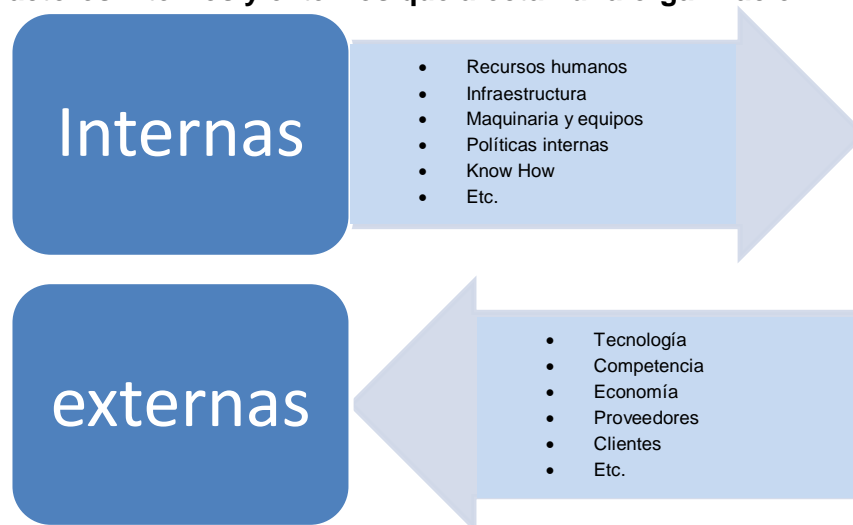 Internas
Recursos humanos
Infraestructura
Maquinaria y equipos
Políticas internas
Know How
Etc.
externas
Tecnología
Competencia
Economía
Proveedores
Clientes
Etc.